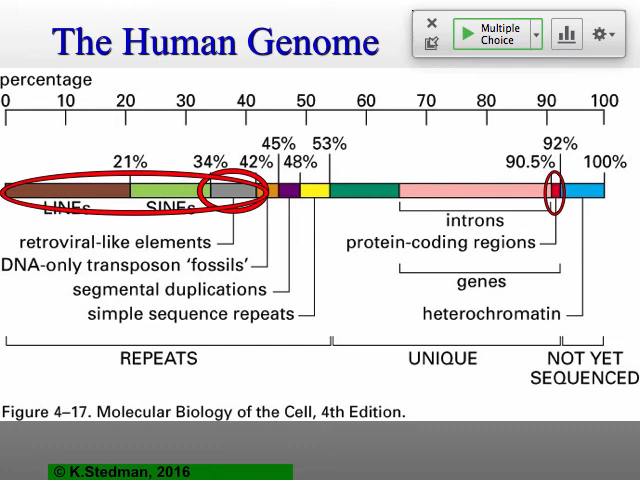 The Human Genome
Multiple
Choice
percentage
0 10 20 30 40 50 60 70 80 90 100
45% 53% 92%
21% 34% 42% 48% 90.5% 100%
LINEs SINEs
introns
retroviral-like elements protein-coding regions
DNA-only transposon ‘fossils’
genes
segmental duplications
simple sequence repeats heterochromatin
REPEATS UNIQUE NOT YET
SEQUENCED
Figure 4–17. Molecular Biology of the Cell, 4th Edition.
© K.Stedman, 2016